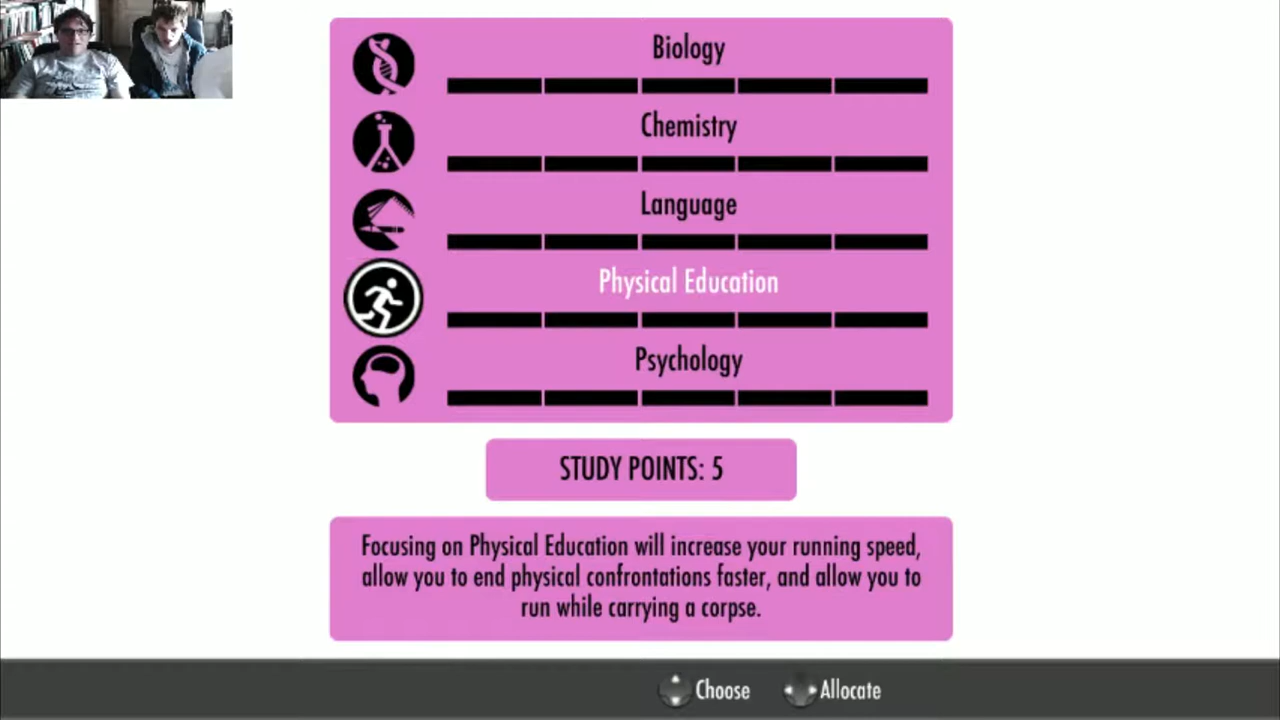 Biology
Chemistry
Language
Physical Education
Psychology
STUDY POINTS: 5
Focusing on Physical Education will increase your running speed,
allow you to end physical confrontations faster, and allow you to
run while carrying a corpse.
Choose
Allocate